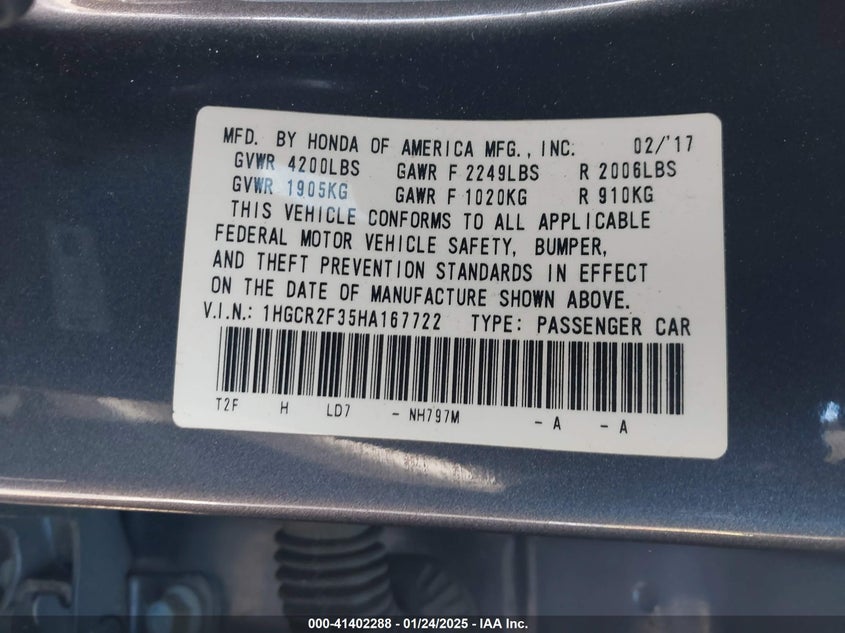 MFD. BY HONDA OF AMERICA MFG., INC. 02/'17
GVWR 4200LBS GAWR F 2249LBS R 2006LBS
GVWR 1905KG GAWR F 1020KG R 910KG
THIS VEHICLE CONFORMS TO ALL APPLICABLE
FEDERAL MOTOR VEHICLE SAFETY, BUMPER,
AND THEFT PREVENTION STANDARDS IN EFFECT
ON THE DATE OF MANUFACTURE SHOWN ABOVE.
V.I.N.: 1HGCR2F35HA167722 TYPE: PASSENGER CAR
T2F H LD7 - NH797M - A - A
000-41402288 - 01/24/2025 - IAA Inc.